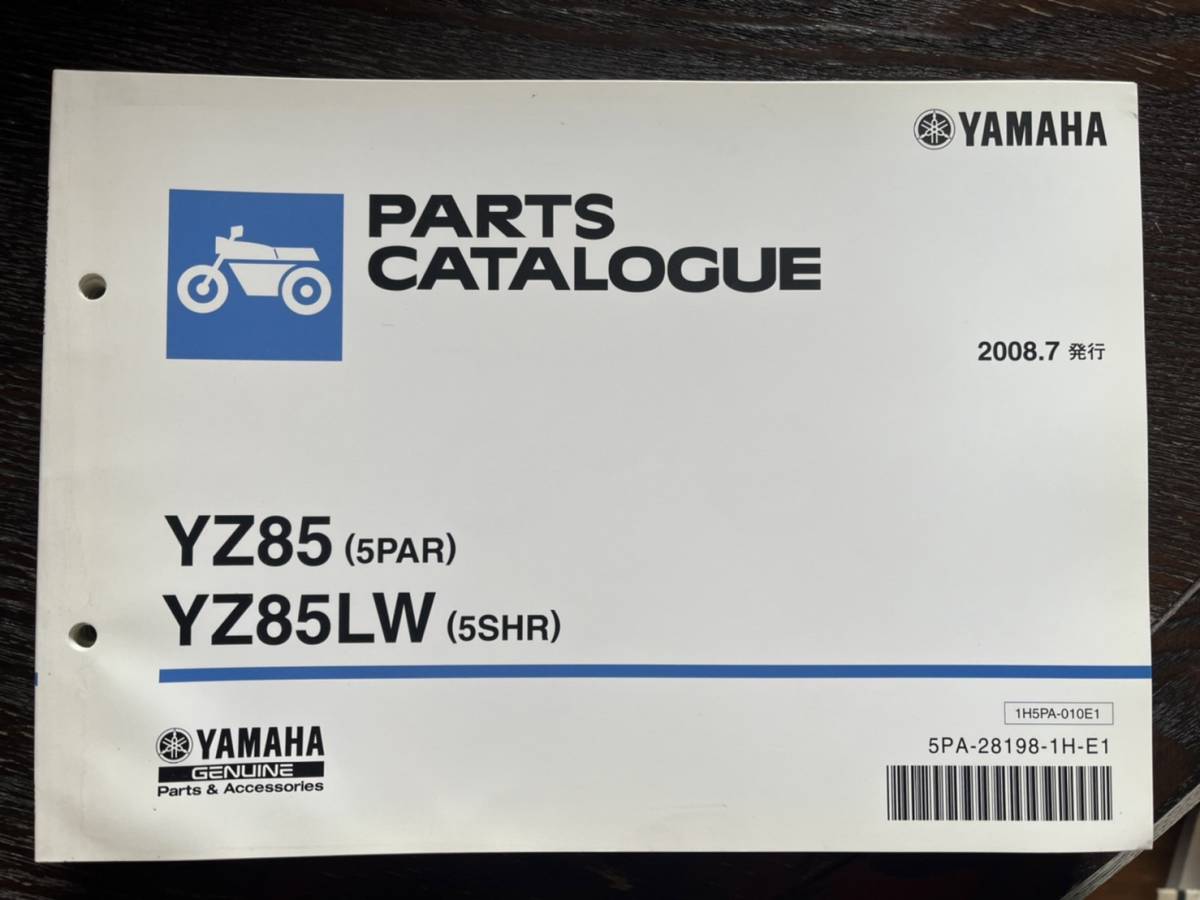 YAMAHA
PARTS
CATALOGUE
2008.7 発行
YZ85 (5PAR)
YZ85LW (5SHR)
1H5PA-010E1
5PA-28198-1H-E1
YAMAHA
GENUINE
Parts & Accessories